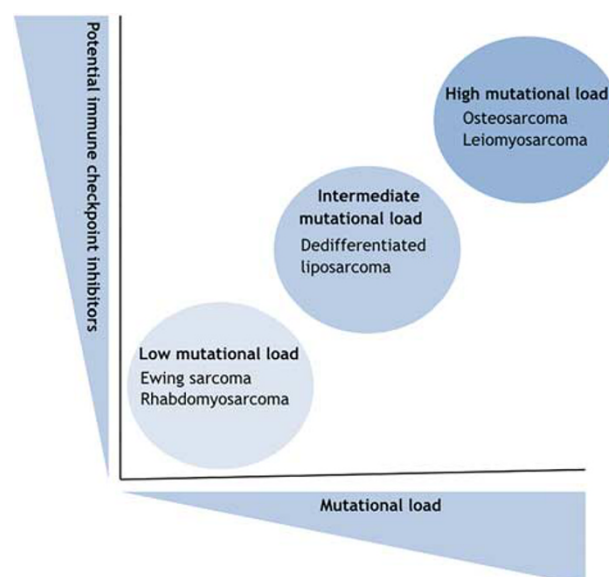 Potential immune checkpoint inhibitors
High mutational load
Osteosarcoma
Leiomyosarcoma
Intermediate
mutational load
Dedifferentiated
liposarcoma
Low mutational load
Ewing sarcoma
Rhabdomyosarcoma
Mutational load